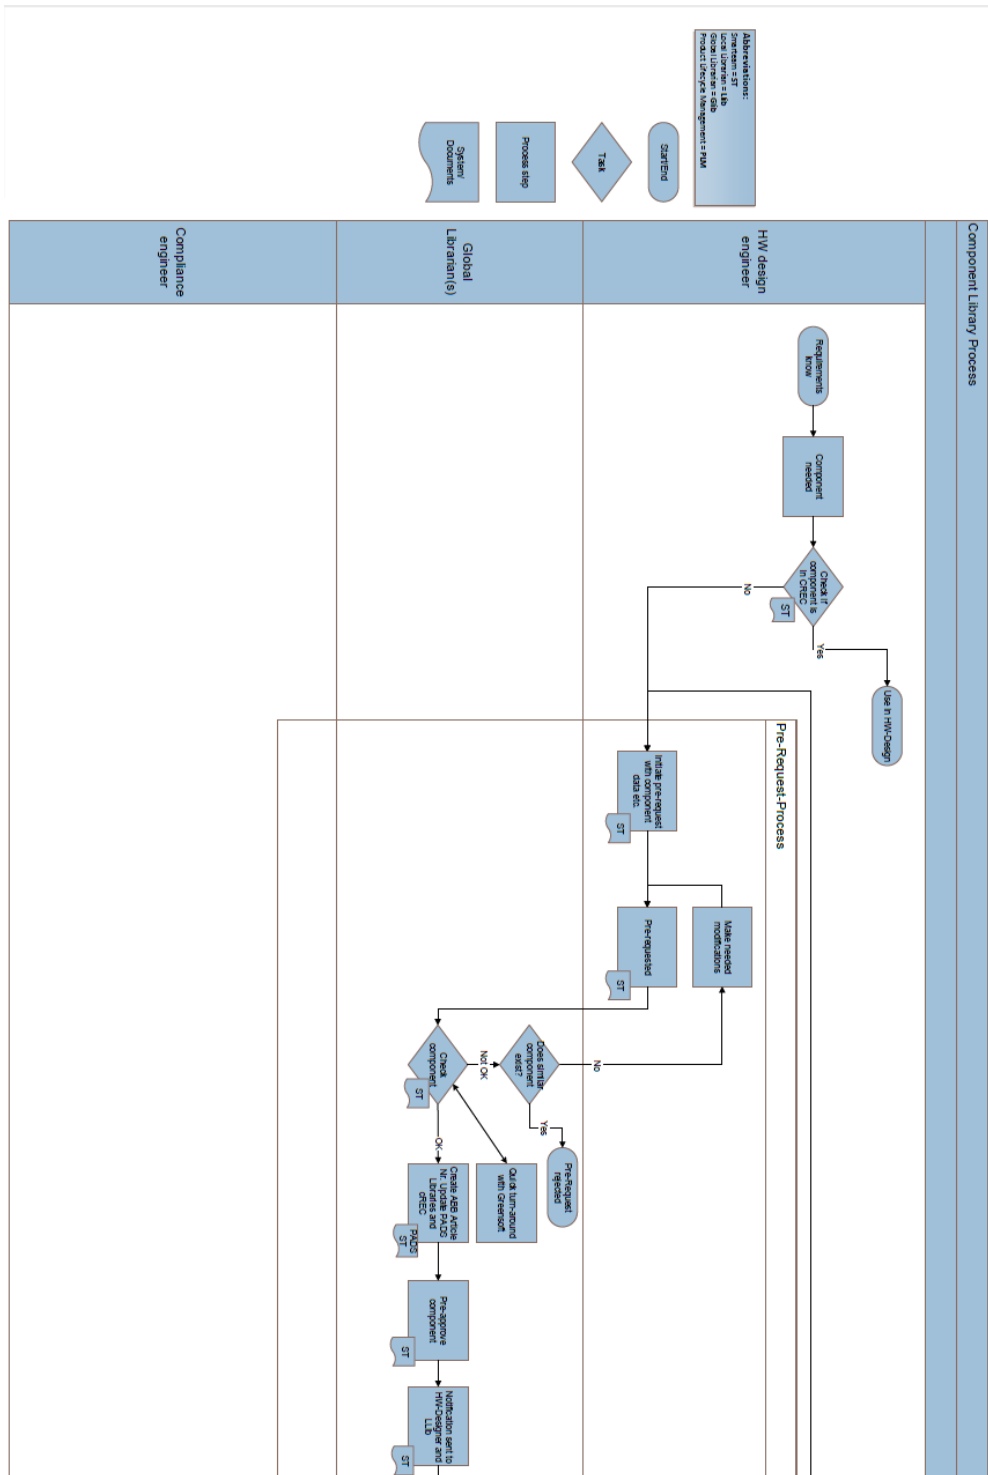 Abbreviations:
Smarteam = ST
Local Librarian = Llib
Global Librarian = Glib
Product Lifecycle Management = PLM
Start/End
Task
Process step
System/
Documents
Component Library Process
HW design
engineer
Global
Librarian(s)
Compliance
engineer
Requirements
know
Component
needed
Check if
component is
in CREC
ST
No
Yes
Use in HW-Design
Pre-Request-Process
Initiate pre-request
with component
data etc.
ST
Make needed
modifications
Pre-requested
ST
Check
component
ST
Not OK
Does similar
component
exist?
No
Yes
Pre-Request
rejected
Quick turn-around
with Greensoft
OK
Create ABB Article
Nr. Update PADS
Libraries and
cREC
PADS
ST
Pre-approve
component
ST
Notification sent to
HW-Designer and
LLib
ST